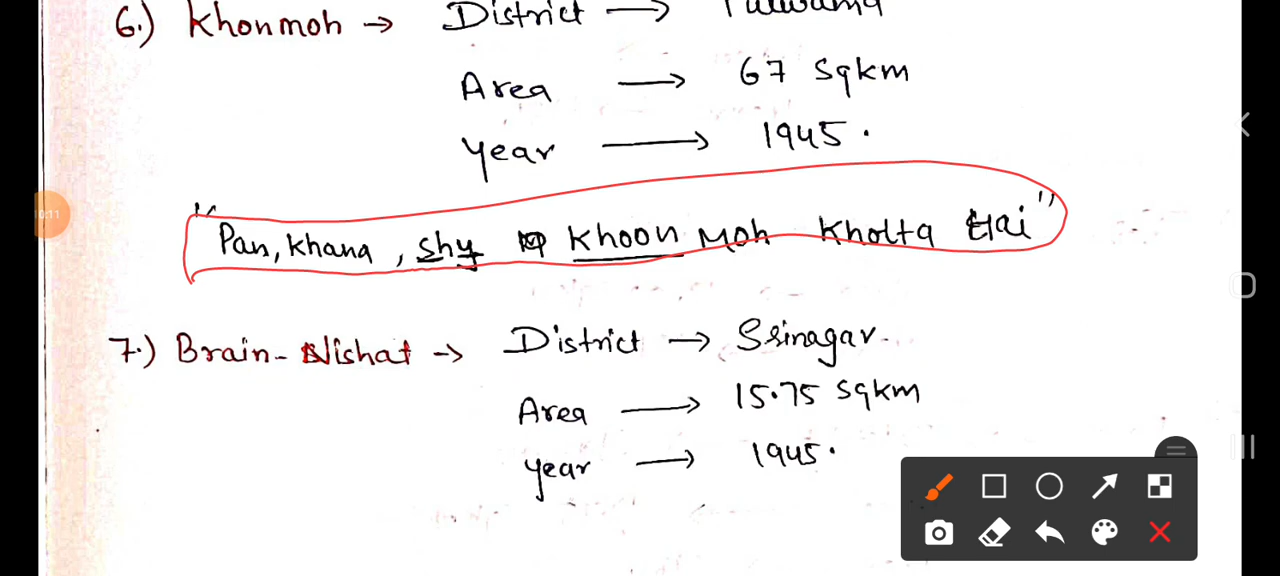 6.) Khonmoh → District → Pulwama
Area → 67 Sqkm
Year → 1945.
"Pan, Khana, shy Khoon Moh Kholta Hai"
7.) Brain-Nishat → District → Srinagar.
Area → 15.75 Sqkm
Year → 1945.